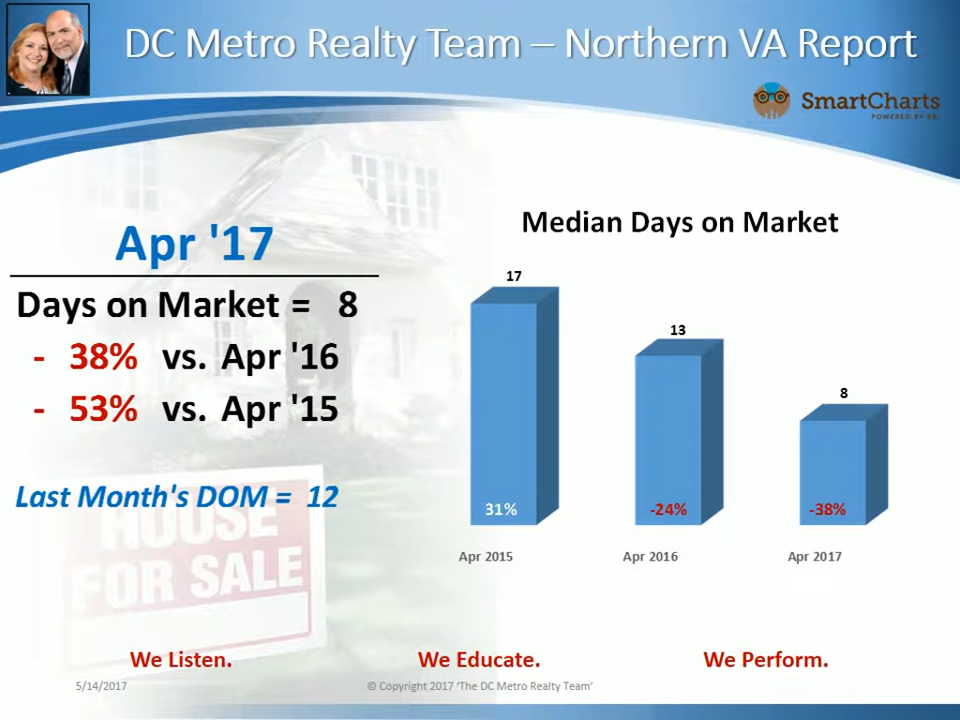 DC Metro Realty Team – Northern VA Report
SmartCharts
POWERED BY RBI
Apr '17
Days on Market = 8
- 38% vs. Apr '16
- 53% vs. Apr '15
Last Month's DOM = 12
HOUSE
FOR SALE
Median Days on Market
17
13
8
31%
-24%
-38%
Apr 2015
Apr 2016
Apr 2017
We Listen.
We Educate.
We Perform.
5/14/2017
© Copyright 2017 'The DC Metro Realty Team'